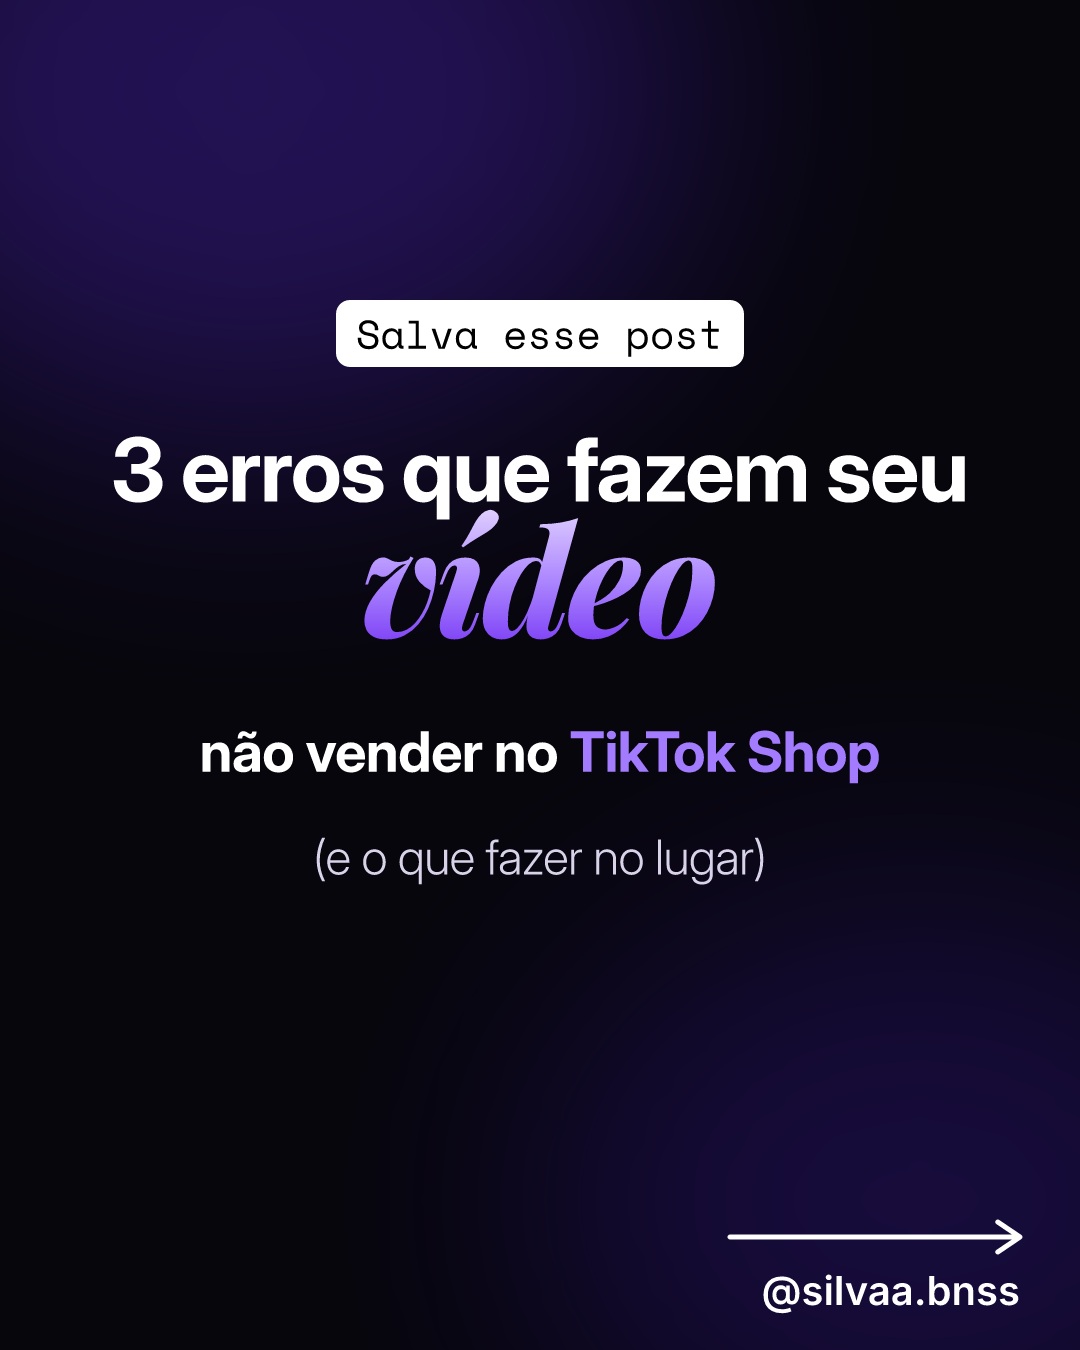 Salva esse post
3 erros que fazem seu
vídeo
não vender no TikTok Shop
(e o que fazer no lugar)
@silvaa.bnss